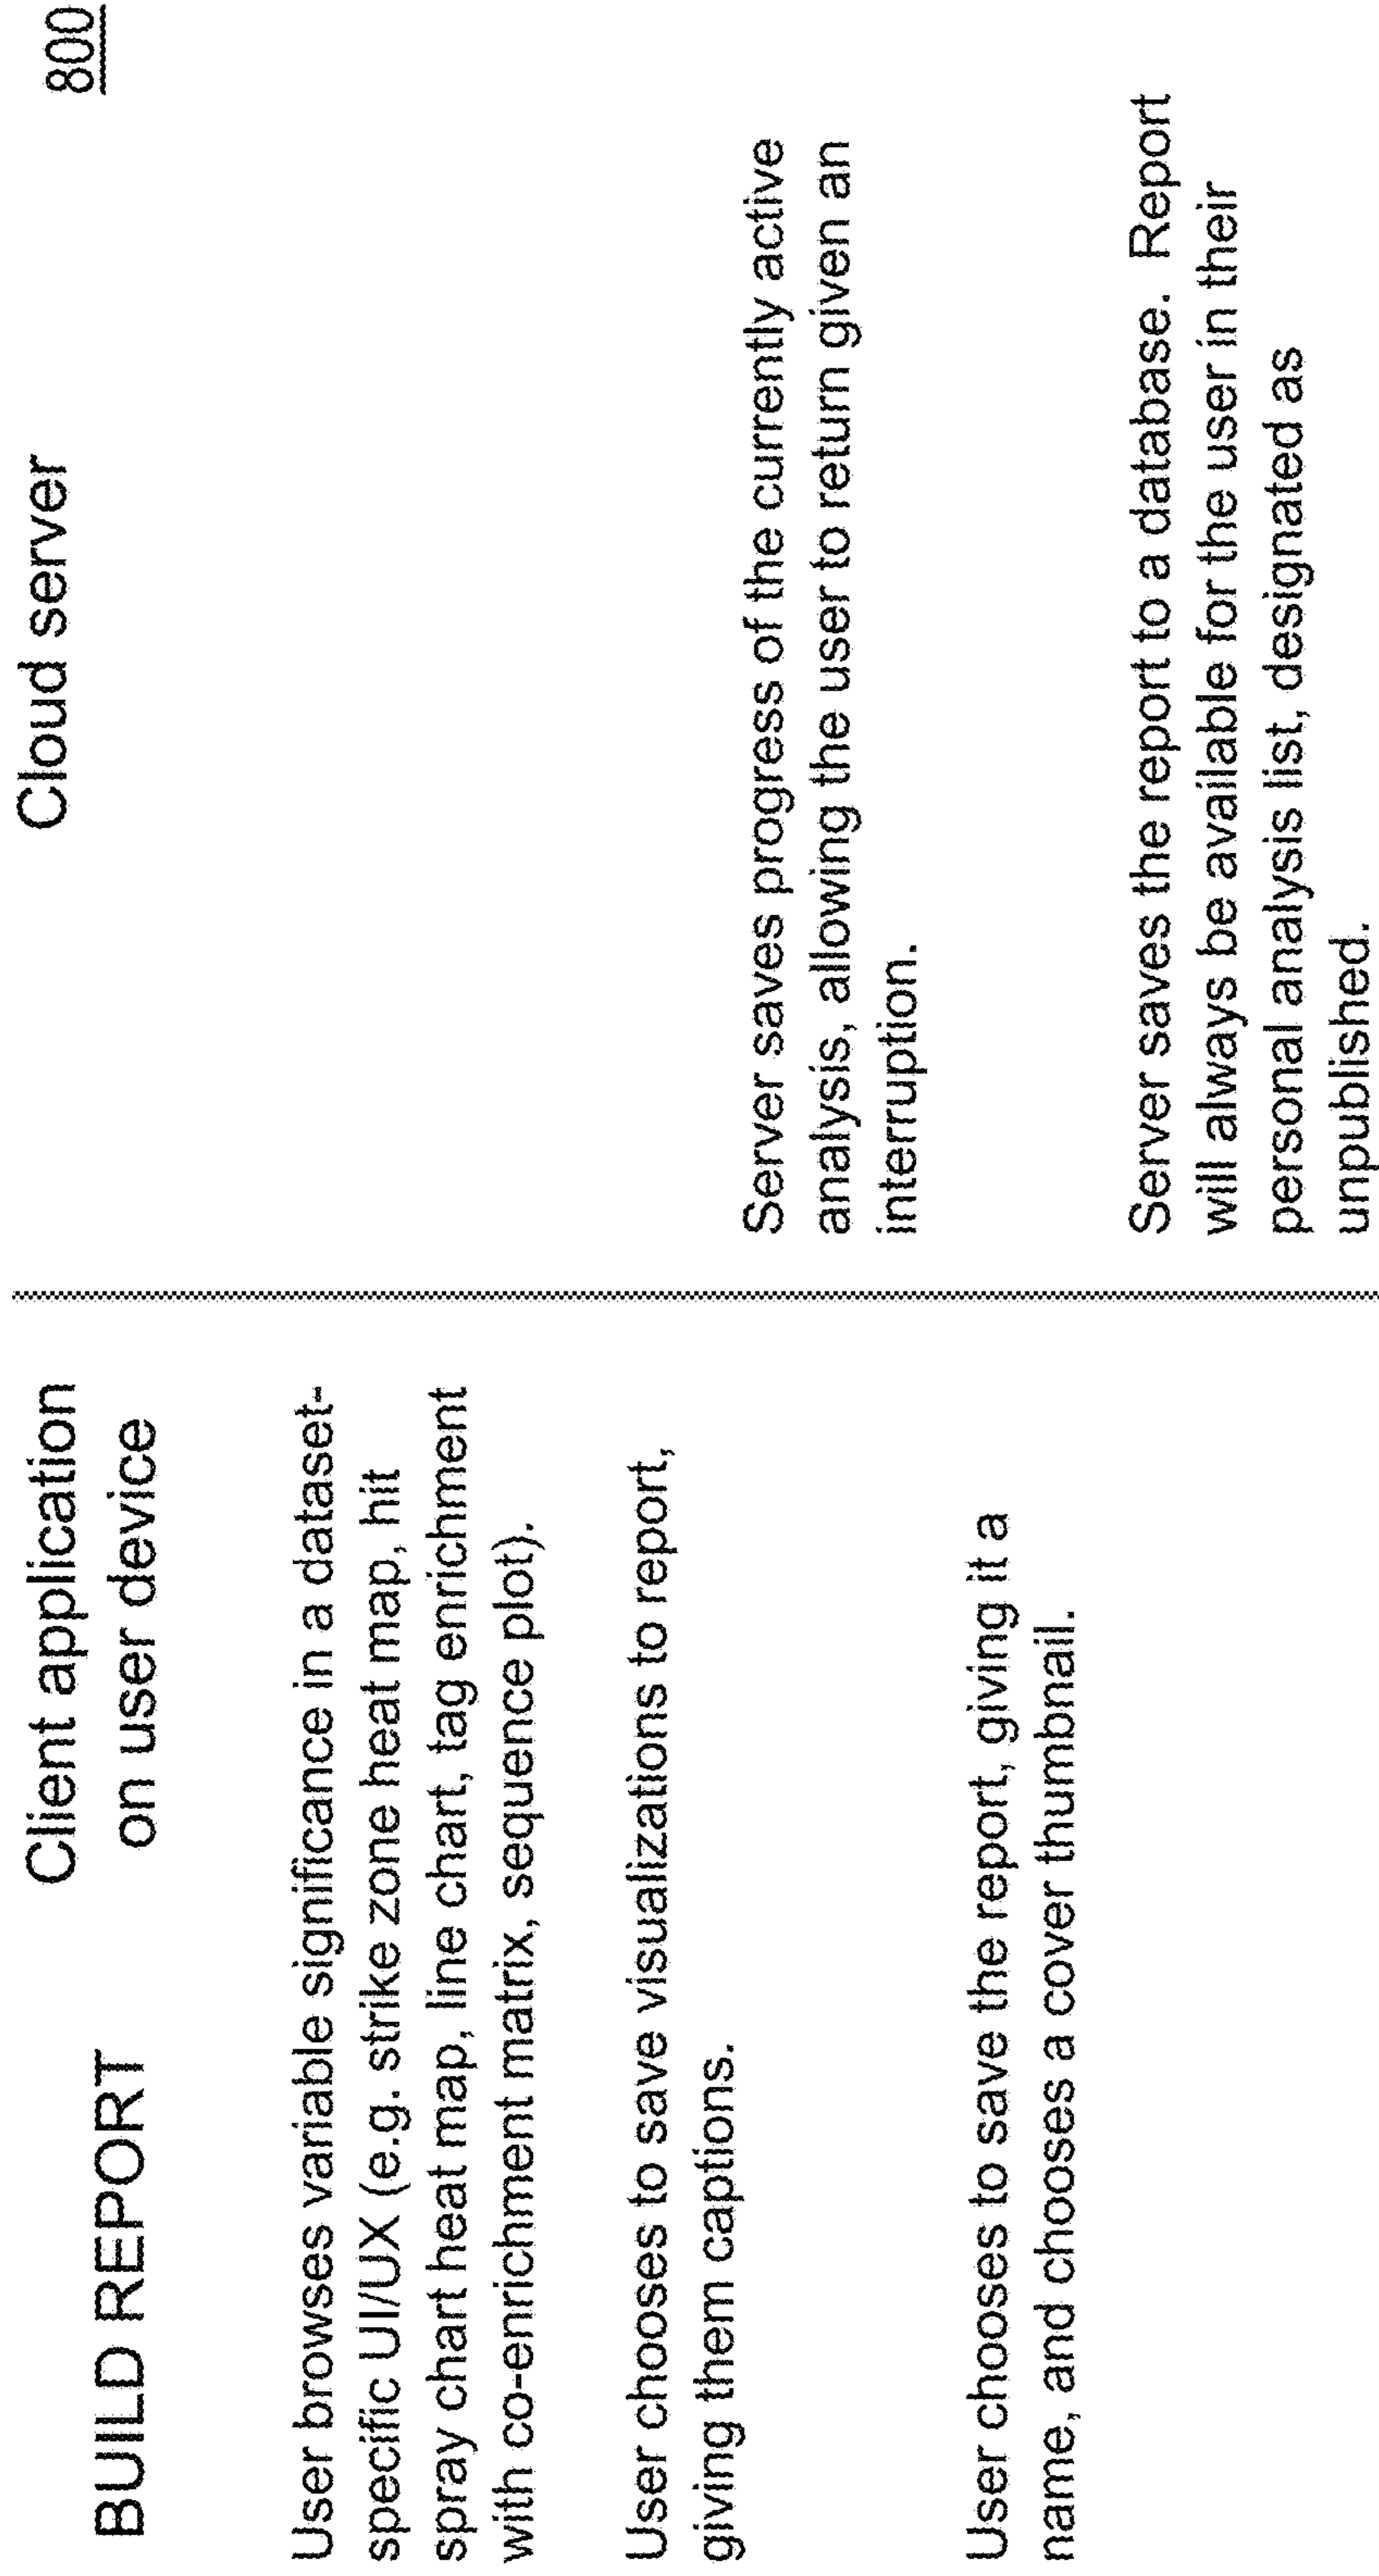 800
BUILD REPORT
Client application
on user device
Cloud server
User browses variable significance in a dataset-
specific UI/UX (e.g. strike zone heat map, hit
spray chart heat map, line chart, tag enrichment
with co-enrichment matrix, sequence plot).
User chooses to save visualizations to report,
giving them captions.
Server saves progress of the currently active
analysis, allowing the user to return given an
interruption.
User chooses to save the report, giving it a
name, and chooses a cover thumbnail.
Server saves the report to a database.  Report
will always be available for the user in their
personal analysis list, designated as
unpublished.